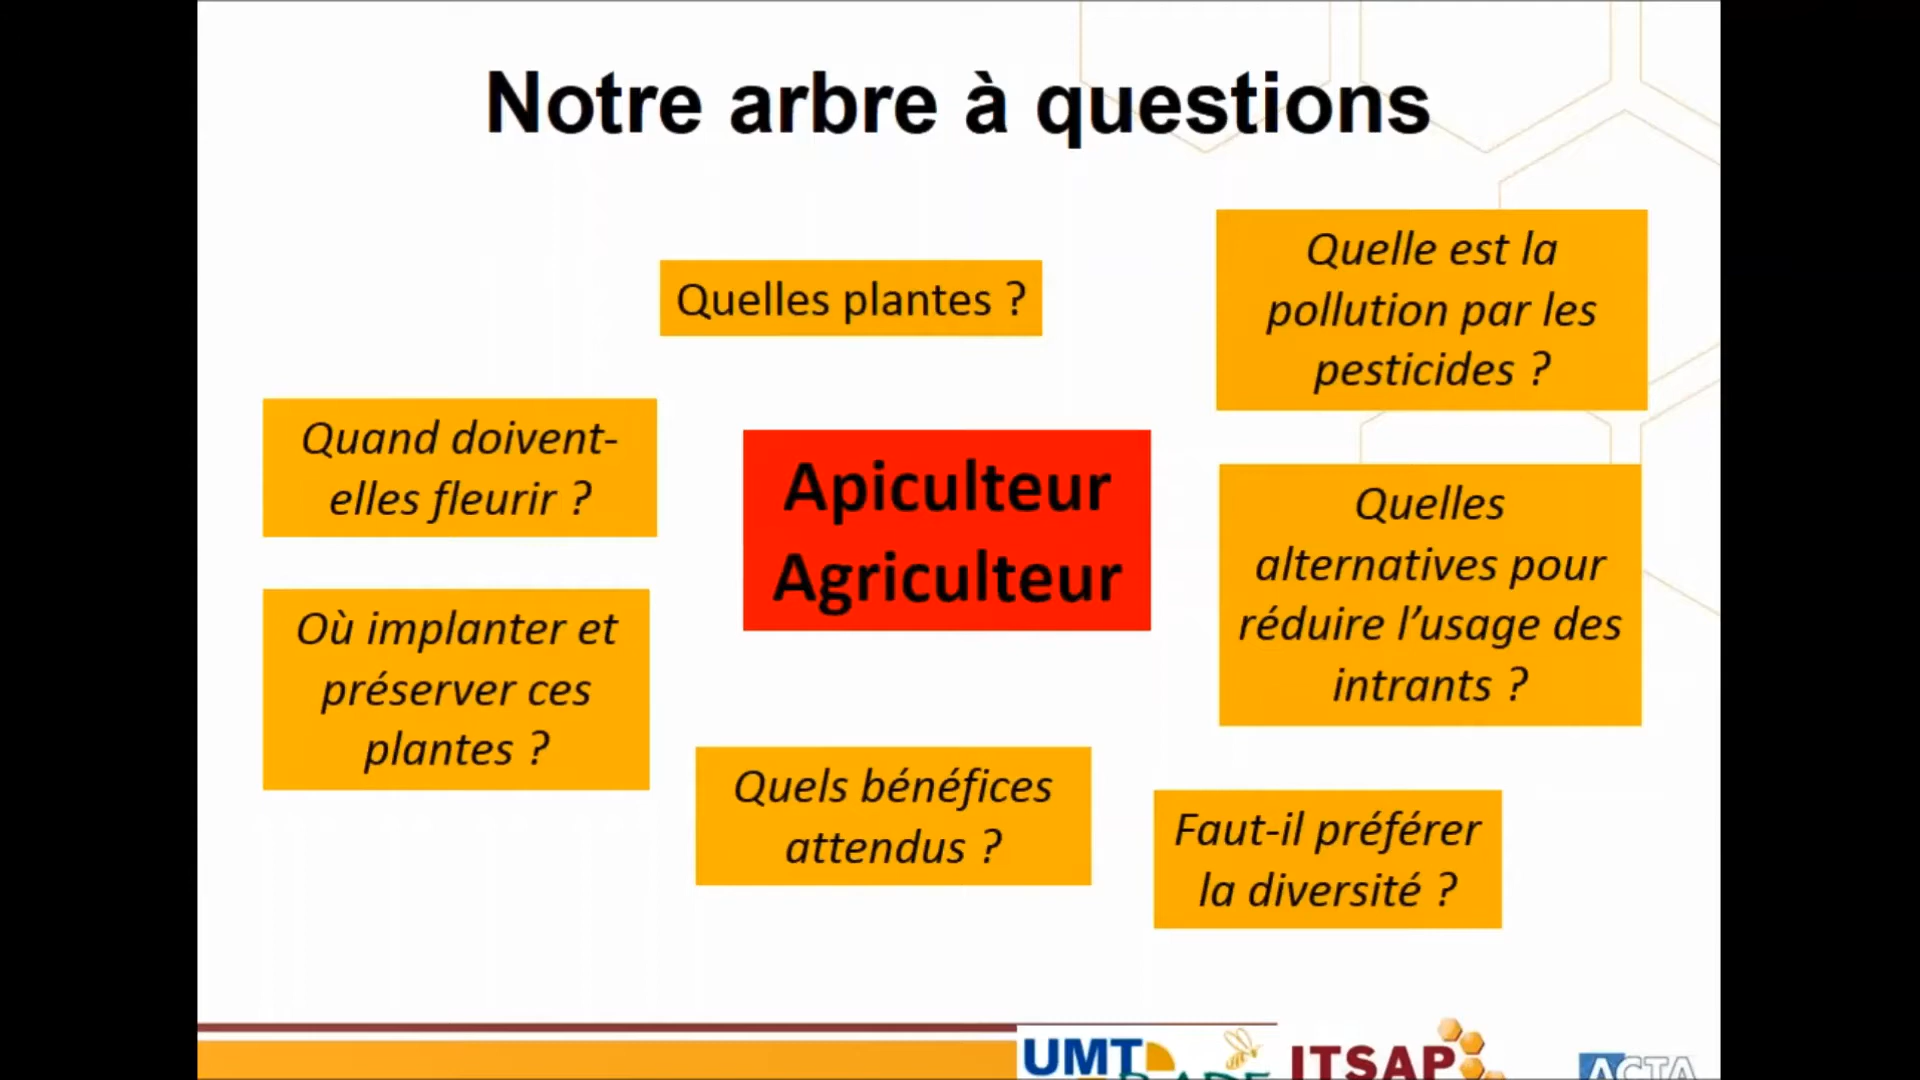 Notre arbre à questions
Quelles plantes ?
Quelle est la
pollution par les
pesticides ?
Quand doivent-
elles fleurir ?
Apiculteur
Agriculteur
Quelles
alternatives pour
réduire l’usage des
intrants ?
Où implanter et
préserver ces
plantes ?
Quels bénéfices
attendus ?
Faut-il préférer
la diversité ?
UMT
ITSAP
ACTA